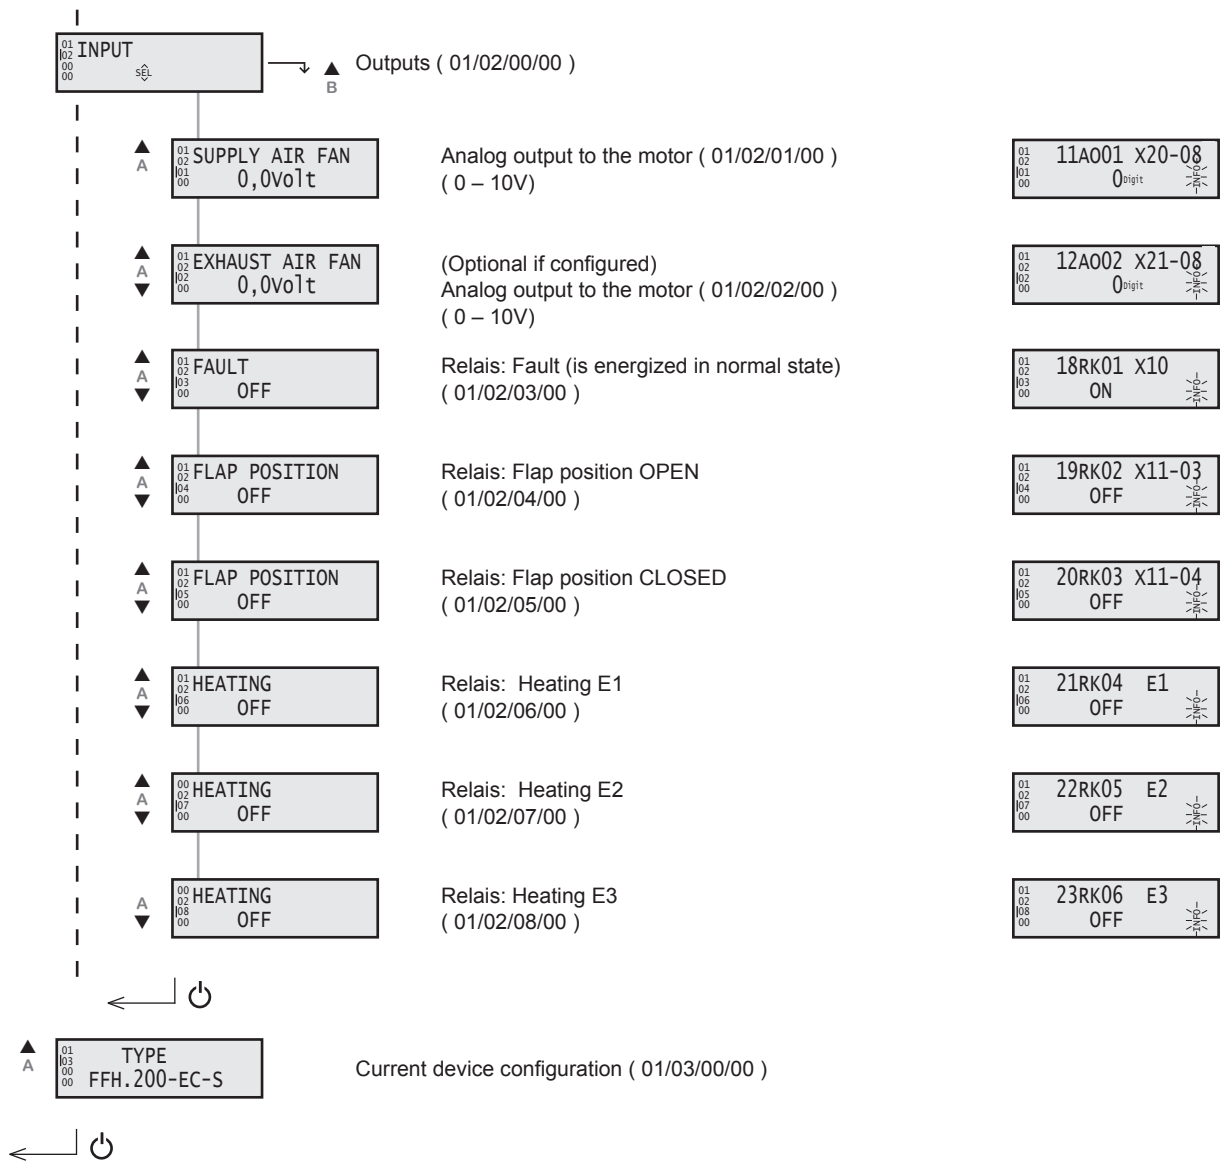 01 INPUT
02
00
00 SEL
Outputs ( 01/02/00/00 )
B
A
01 SUPPLY AIR FAN
02
01 0,0Volt
00
Analog output to the motor ( 01/02/01/00 )
( 0 – 10V)
01 11AO01 X20-08
02
01 0 Digit INFO
00
A
01 EXHAUST AIR FAN
02
02 0,0Volt
00
(Optional if configured)
Analog output to the motor ( 01/02/02/00 )
( 0 – 10V)
01 12AO02 X21-08
02
02 0 Digit INFO
00
A
01 FAULT
02
03 OFF
00
Relais: Fault (is energized in normal state)
( 01/02/03/00 )
01 18RK01 X10
02
03 ON INFO
00
A
01 FLAP POSITION
02
04 OFF
00
Relais: Flap position OPEN
( 01/02/04/00 )
01 19RK02 X11-03
02
04 OFF INFO
00
A
01 FLAP POSITION
02
05 OFF
00
Relais: Flap position CLOSED
( 01/02/05/00 )
01 20RK03 X11-04
02
05 OFF INFO
00
A
01 HEATING
02
06 OFF
00
Relais: Heating E1
( 01/02/06/00 )
01 21RK04 E1
02
06 OFF INFO
00
A
00 HEATING
02
07 OFF
00
Relais: Heating E2
( 01/02/07/00 )
01 22RK05 E2
02
07 OFF INFO
00
A
00 HEATING
02
08 OFF
00
Relais: Heating E3
( 01/02/08/00 )
01 23RK06 E3
02
08 OFF INFO
00
A
01 TYPE
03
00 FFH.200-EC-S
00
Current device configuration ( 01/03/00/00 )